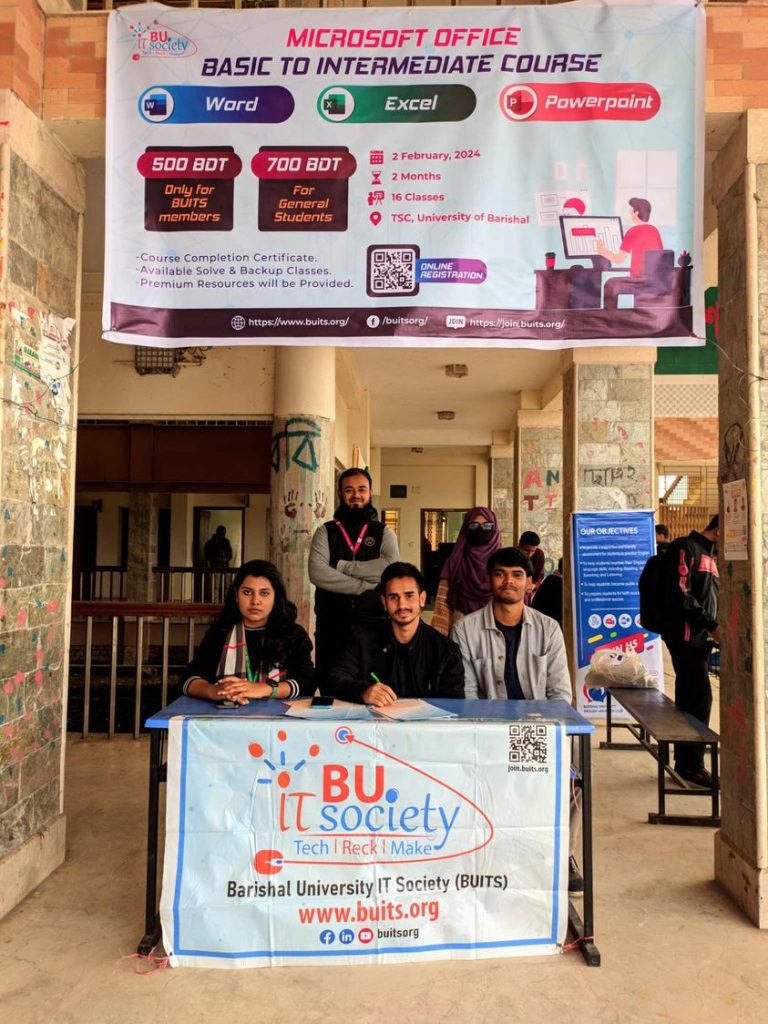 BU
IT Society
Tech | Reck | Make
MICROSOFT OFFICE
BASIC TO INTERMEDIATE COURSE
Word
Excel
Powerpoint
500 BDT
Only for
BUITS
members
700 BDT
For
General
Students
2 February, 2024
2 Months
16 Classes
TSC, University of Barishal
-Course Completion Certificate.
-Available Solve & Backup Classes.
-Premium Resources will be Provided.
ONLINE
REGISTRATION
https://www.buits.org/
/buitsorg/
JOIN
https://join.buits.org/
ANT
OUR OBJECTIVES
BU
IT society
Tech | Reck | Make
join.buits.org
Barishal University IT Society (BUITS)
www.buits.org
buitsorg